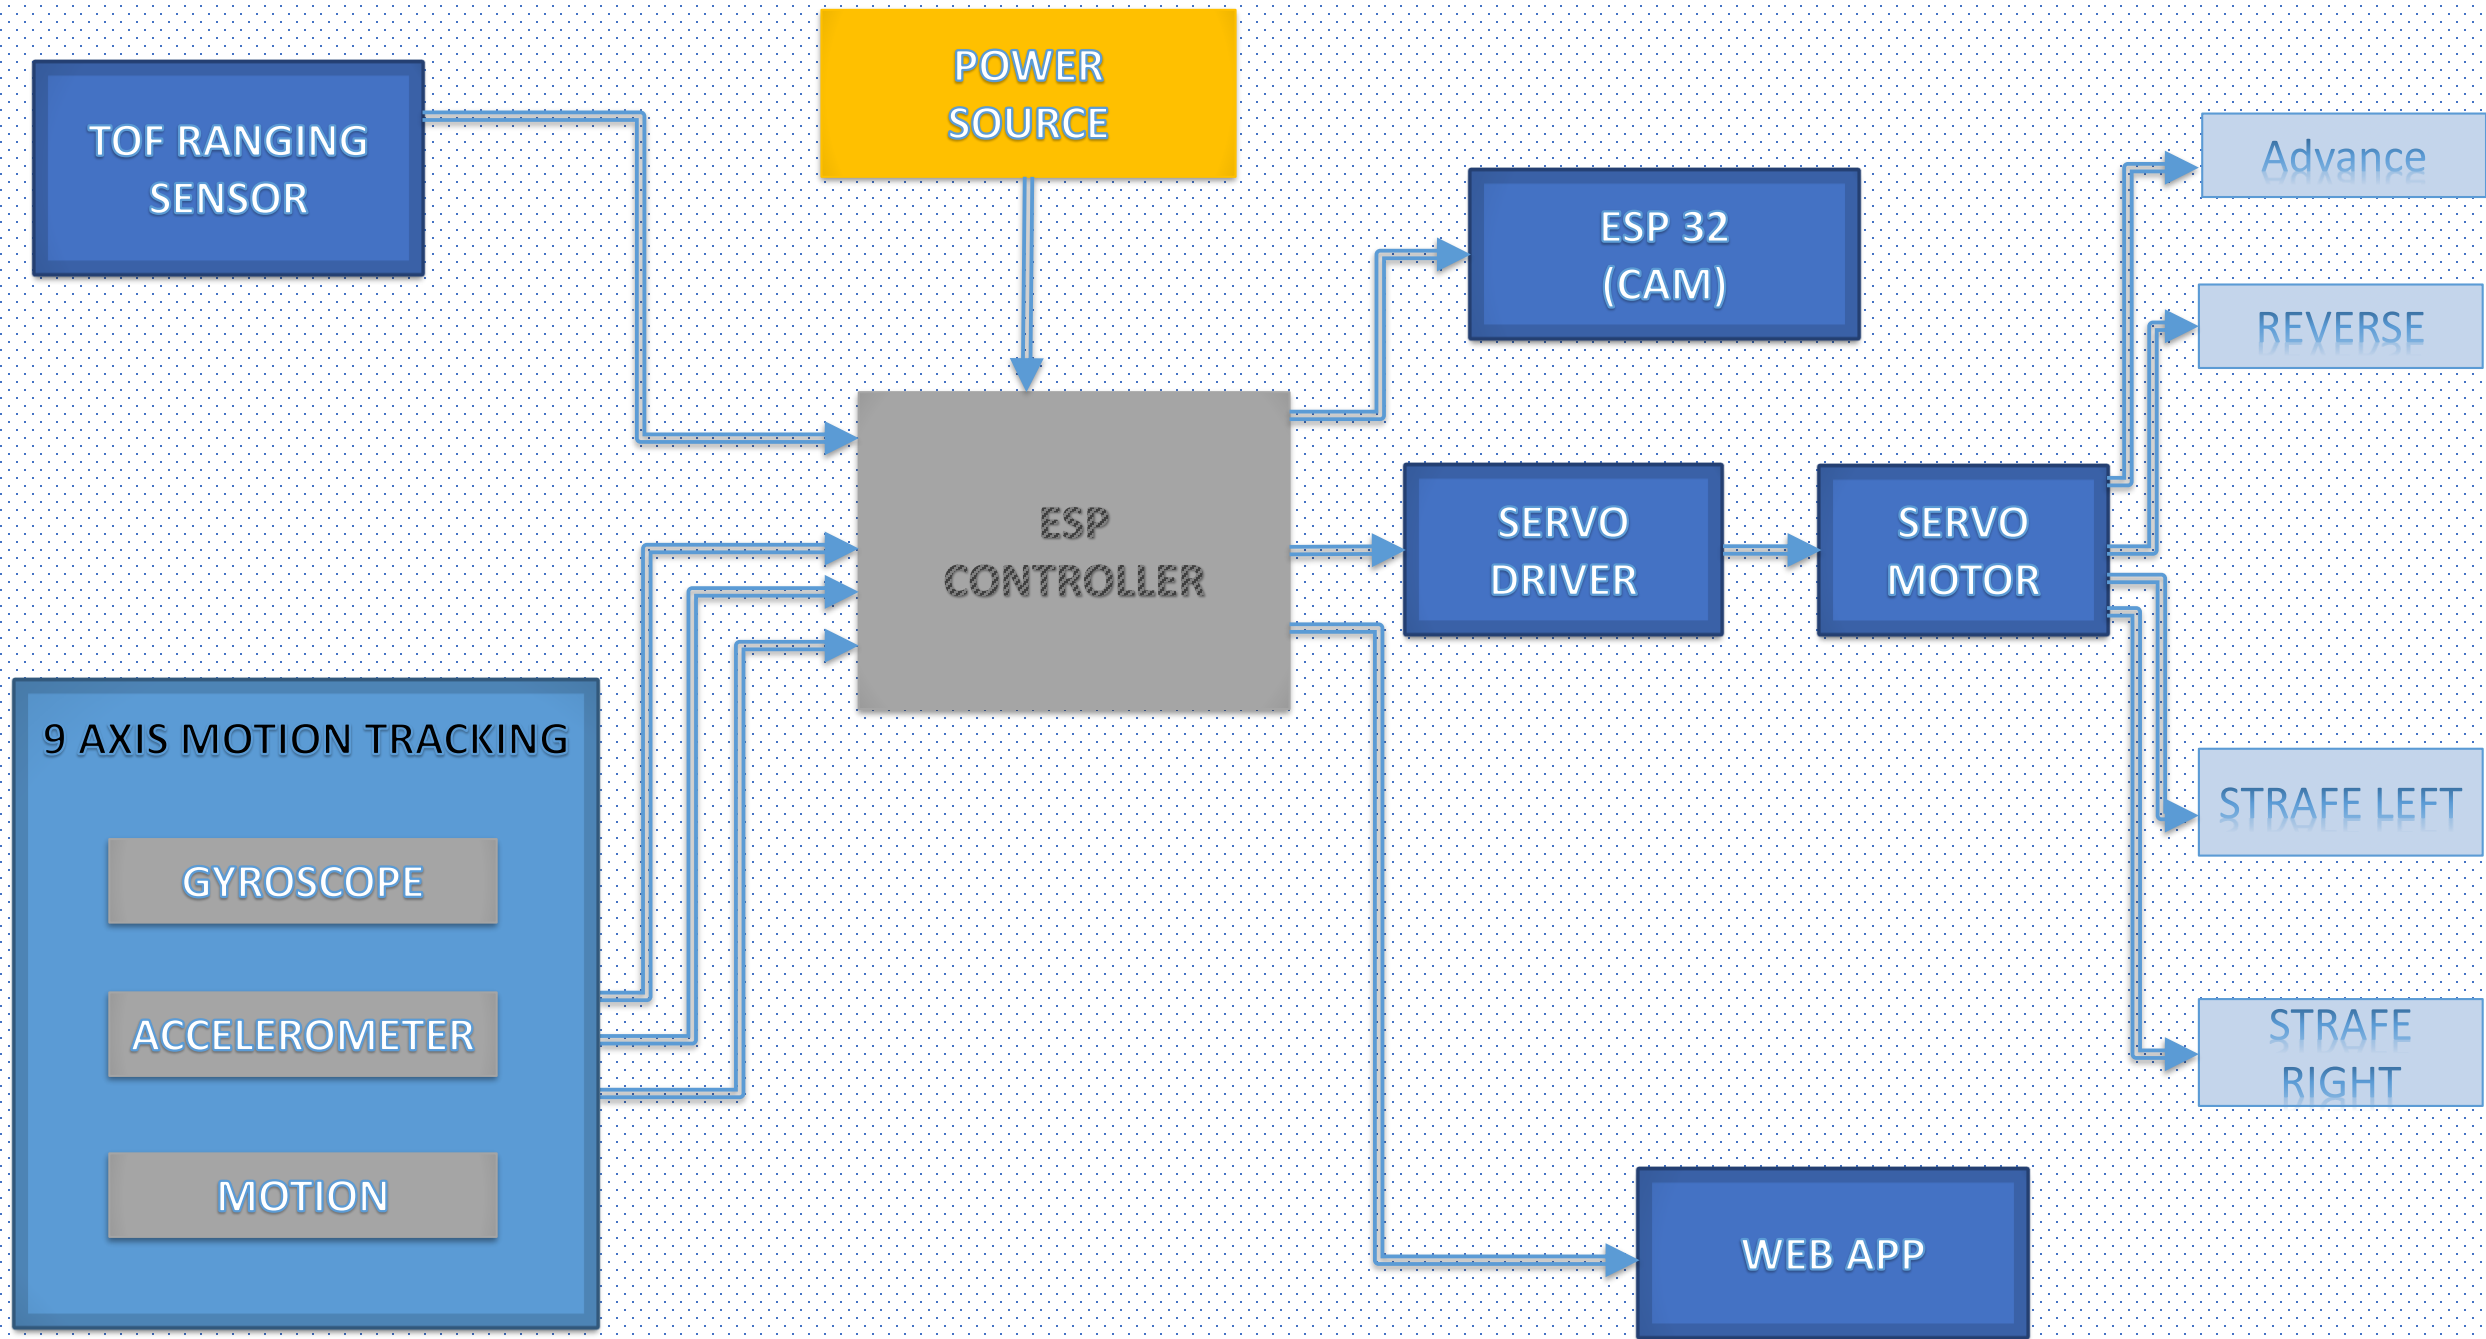 POWER
SOURCE
TOF RANGING
SENSOR
Advance
ESP 32
(CAM)
REVERSE
ESP
CONTROLLER
SERVO
DRIVER
SERVO
MOTOR
9 AXIS MOTION TRACKING
GYROSCOPE
ACCELEROMETER
MOTION
STRAFE LEFT
STRAFE
RIGHT
WEB APP